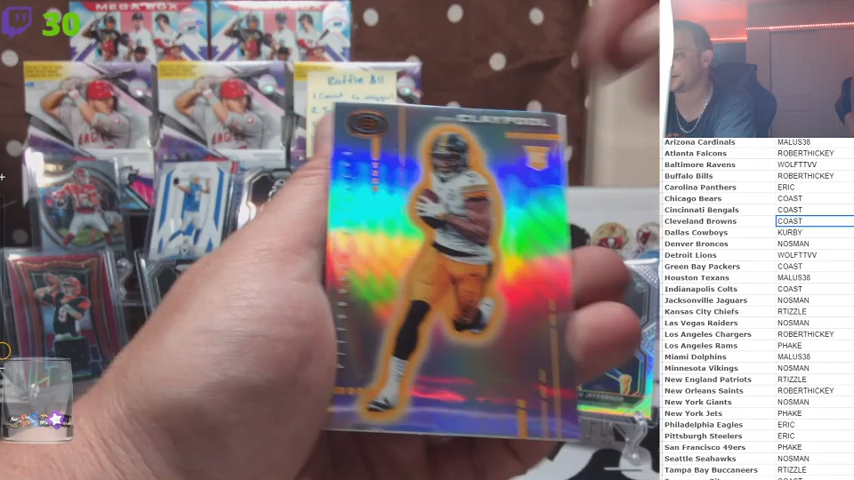 30
MEGA BOX
Raffle $11
CLAYPOOL
RC
JEFFERSON
Arizona Cardinals MALUS38
Atlanta Falcons ROBERTHICKEY
Baltimore Ravens WOLFTTVV
Buffalo Bills ROBERTHICKEY
Carolina Panthers ERIC
Chicago Bears COAST
Cincinnati Bengals COAST
Cleveland Browns COAST
Dallas Cowboys KURBY
Denver Broncos NOSMAN
Detroit Lions WOLFTTVV
Green Bay Packers COAST
Houston Texans MALUS38
Indianapolis Colts COAST
Jacksonville Jaguars NOSMAN
Kansas City Chiefs RTIZZLE
Las Vegas Raiders NOSMAN
Los Angeles Chargers ROBERTHICKEY
Los Angeles Rams PHAKE
Miami Dolphins MALUS38
Minnesota Vikings NOSMAN
New England Patriots RTIZZLE
New Orleans Saints ROBERTHICKEY
New York Giants NOSMAN
New York Jets PHAKE
Philadelphia Eagles ERIC
Pittsburgh Steelers ERIC
San Francisco 49ers PHAKE
Seattle Seahawks NOSMAN
Tampa Bay Buccaneers RTIZZLE